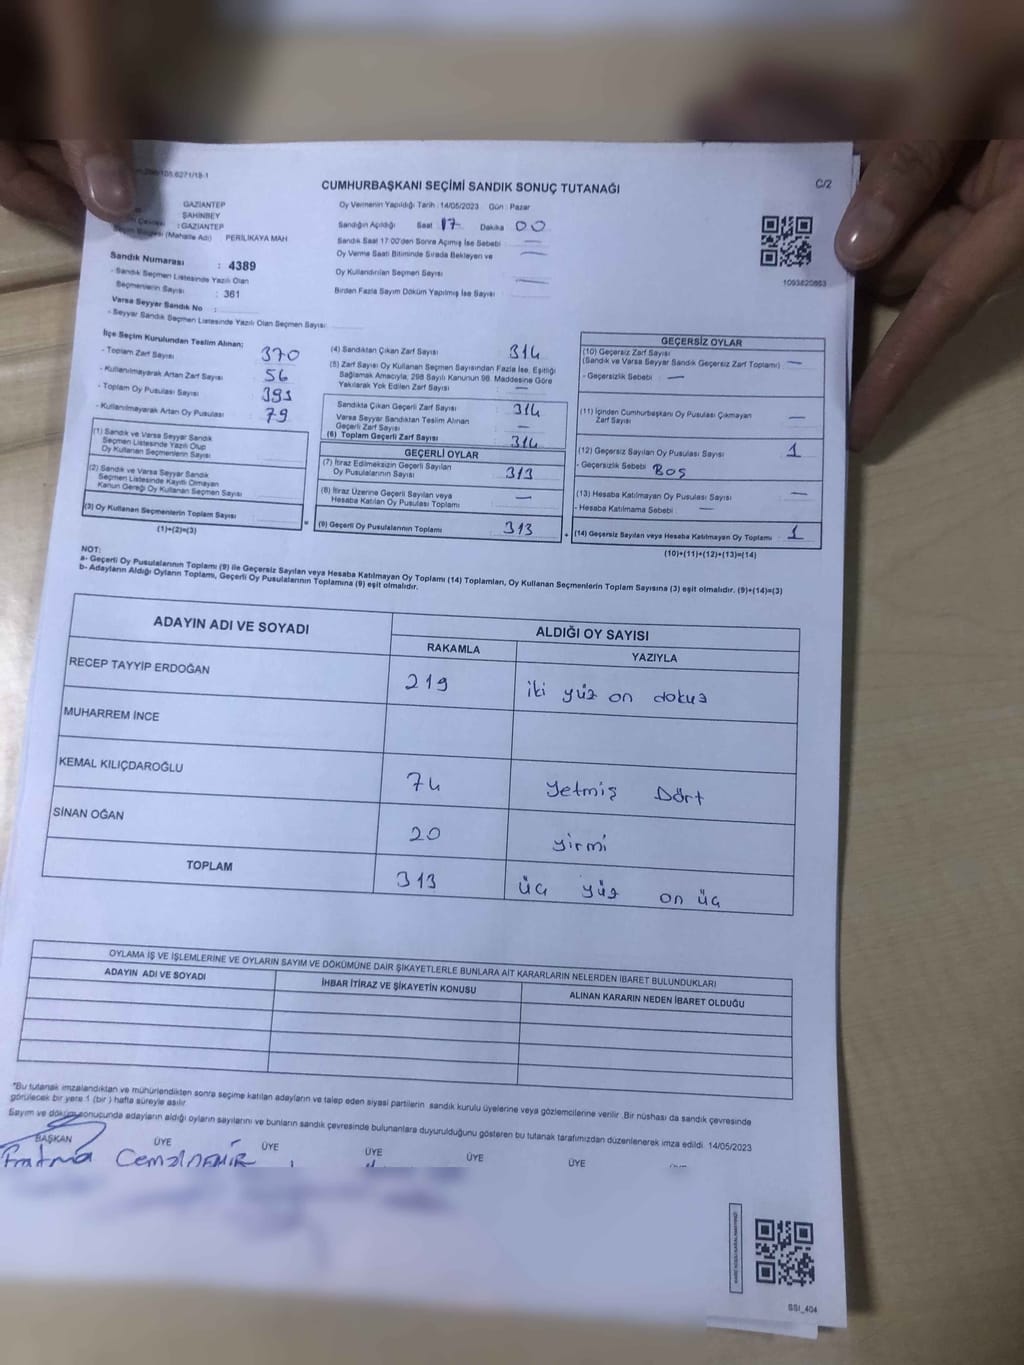 CUMHURBAŞKANI SEÇİMİ SANDIK SONUÇ TUTANAĞI
C/2
GAZİANTEP
ŞAHİNBEY
: GAZİANTEP
(Mahalle Adı) PERİLİKAYA MAH
Sandık Numarası : 4389
- Sandık Seçmen Listesinde Yazılı Olan
Seçmenlerin Sayısı : 361
Varsa Seyyar Sandık No :
- Seyyar Sandık Seçmen Listesinde Yazılı Olan Seçmen Sayısı
Oy Vermenin Yapıldığı Tarih : 14/05/2023 Gün : Pazar
Sandığın Açıldığı Saat 17 Dakika 00
Sandık Saat 17:00'den Sonra Açılmış İse Sebebi —
Oy Verme Saati Bitiminde Sırada Bekleyen ve —
Oy Kullandırılan Seçmen Sayısı
Birden Fazla Sayım Döküm Yapılmış İse Sayısı —
1093620863
İlçe Seçim Kurulundan Teslim Alınan;
- Toplam Zarf Sayısı 370
- Kullanılmayarak Artan Zarf Sayısı 56
- Toplam Oy Pusulası Sayısı 393
- Kullanılmayarak Artan Oy Pusulası 79
(1) Sandık ve Varsa Seyyar Sandık
Seçmen Listesinde Yazılı Olup
Oy Kullanan Seçmenlerin Sayısı
(2) Sandık ve Varsa Seyyar Sandık
Seçmen Listesinde Kayıtlı Olmayan
Kanun Gereği Oy Kullanan Seçmen Sayısı
(3) Oy Kullanan Seçmenlerin Toplam Sayısı
(1)+(2)=(3)
(4) Sandıktan Çıkan Zarf Sayısı 314
(5) Zarf Sayısı Oy Kullanan Seçmen Sayısından Fazla İse, Eşitliği
Sağlamak Amacıyla, 298 Sayılı Kanunun 98. Maddesine Göre
Yakılarak Yok Edilen Zarf Sayısı : —
Sandıkta Çıkan Geçerli Zarf Sayısı 314
Varsa Seyyar Sandıktan Teslim Alınan
Geçerli Zarf Sayısı —
(6) Toplam Geçerli Zarf Sayısı 314
GEÇERLİ OYLAR
(7) İtiraz Edilmeksizin Geçerli Sayılan
Oy Pusulalarının Sayısı 313
(8) İtiraz Üzerine Geçerli Sayılan veya
Hesaba Katılan Oy Pusulası Toplamı —
(9) Geçerli Oy Pusulalarının Toplamı 313
GEÇERSİZ OYLAR
(10) Geçersiz Zarf Sayısı
(Sandık ve Varsa Seyyar Sandık Geçersiz Zarf Toplamı) —
- Geçersizlik Sebebi : —
(11) İçinden Cumhurbaşkanı Oy Pusulası Çıkmayan
Zarf Sayısı —
(12) Geçersiz Sayılan Oy Pusulası Sayısı 1
- Geçersizlik Sebebi BOŞ
(13) Hesaba Katılmayan Oy Pusulası Sayısı —
- Hesaba Katılmama Sebebi —
(14) Geçersiz Sayılan veya Hesaba Katılmayan Oy Toplamı 1
(10)+(11)+(12)+(13)=(14)
NOT:
a- Geçerli Oy Pusulalarının Toplamı (9) ile Geçersiz Sayılan veya Hesaba Katılmayan Oy Toplamı (14) Toplamları, Oy Kullanan Seçmenlerin Toplam Sayısına (3) eşit olmalıdır. (9)+(14)=(3)
b- Adayların Aldığı Oyların Toplamı, Geçerli Oy Pusulalarının Toplamına (9) eşit olmalıdır.
ADAYIN ADI VE SOYADI
ALDIĞI OY SAYISI
RAKAMLA YAZIYLA
RECEP TAYYİP ERDOĞAN 219 iki yüz on dokuz
MUHARREM İNCE
KEMAL KILIÇDAROĞLU 74 Yetmiş Dört
SİNAN OĞAN 20 yirmi
TOPLAM 313 üç yüz on üç
OYLAMA İŞ VE İŞLEMLERİNE VE OYLARIN SAYIM VE DÖKÜMÜNE DAİR ŞİKAYETLERLE BUNLARA AİT KARARLARIN NELERDEN İBARET BULUNDUKLARI
ADAYIN ADI VE SOYADI İHBAR İTİRAZ VE ŞİKAYETİN KONUSU ALINAN KARARIN NEDEN İBARET OLDUĞU
*Bu tutanak imzalandıktan ve mühürlendikten sonra seçime katılan adayların ve talep eden siyasi partilerin sandık kurulu üyelerine veya gözlemcilerine verilir .Bir nüshası da sandık çevresinde
görülecek bir yere 1 (bir ) hafta süreyle asılır.
Sayım ve döküm sonucunda adayların aldığı oyların sayılarını ve bunların sandık çevresinde bulunanlara duyurulduğunu gösteren bu tutanak tarafımızdan düzenlenerek imza edildi. 14/05/2023
BAŞKAN ÜYE ÜYE ÜYE ÜYE ÜYE
Fatma
SSI_404